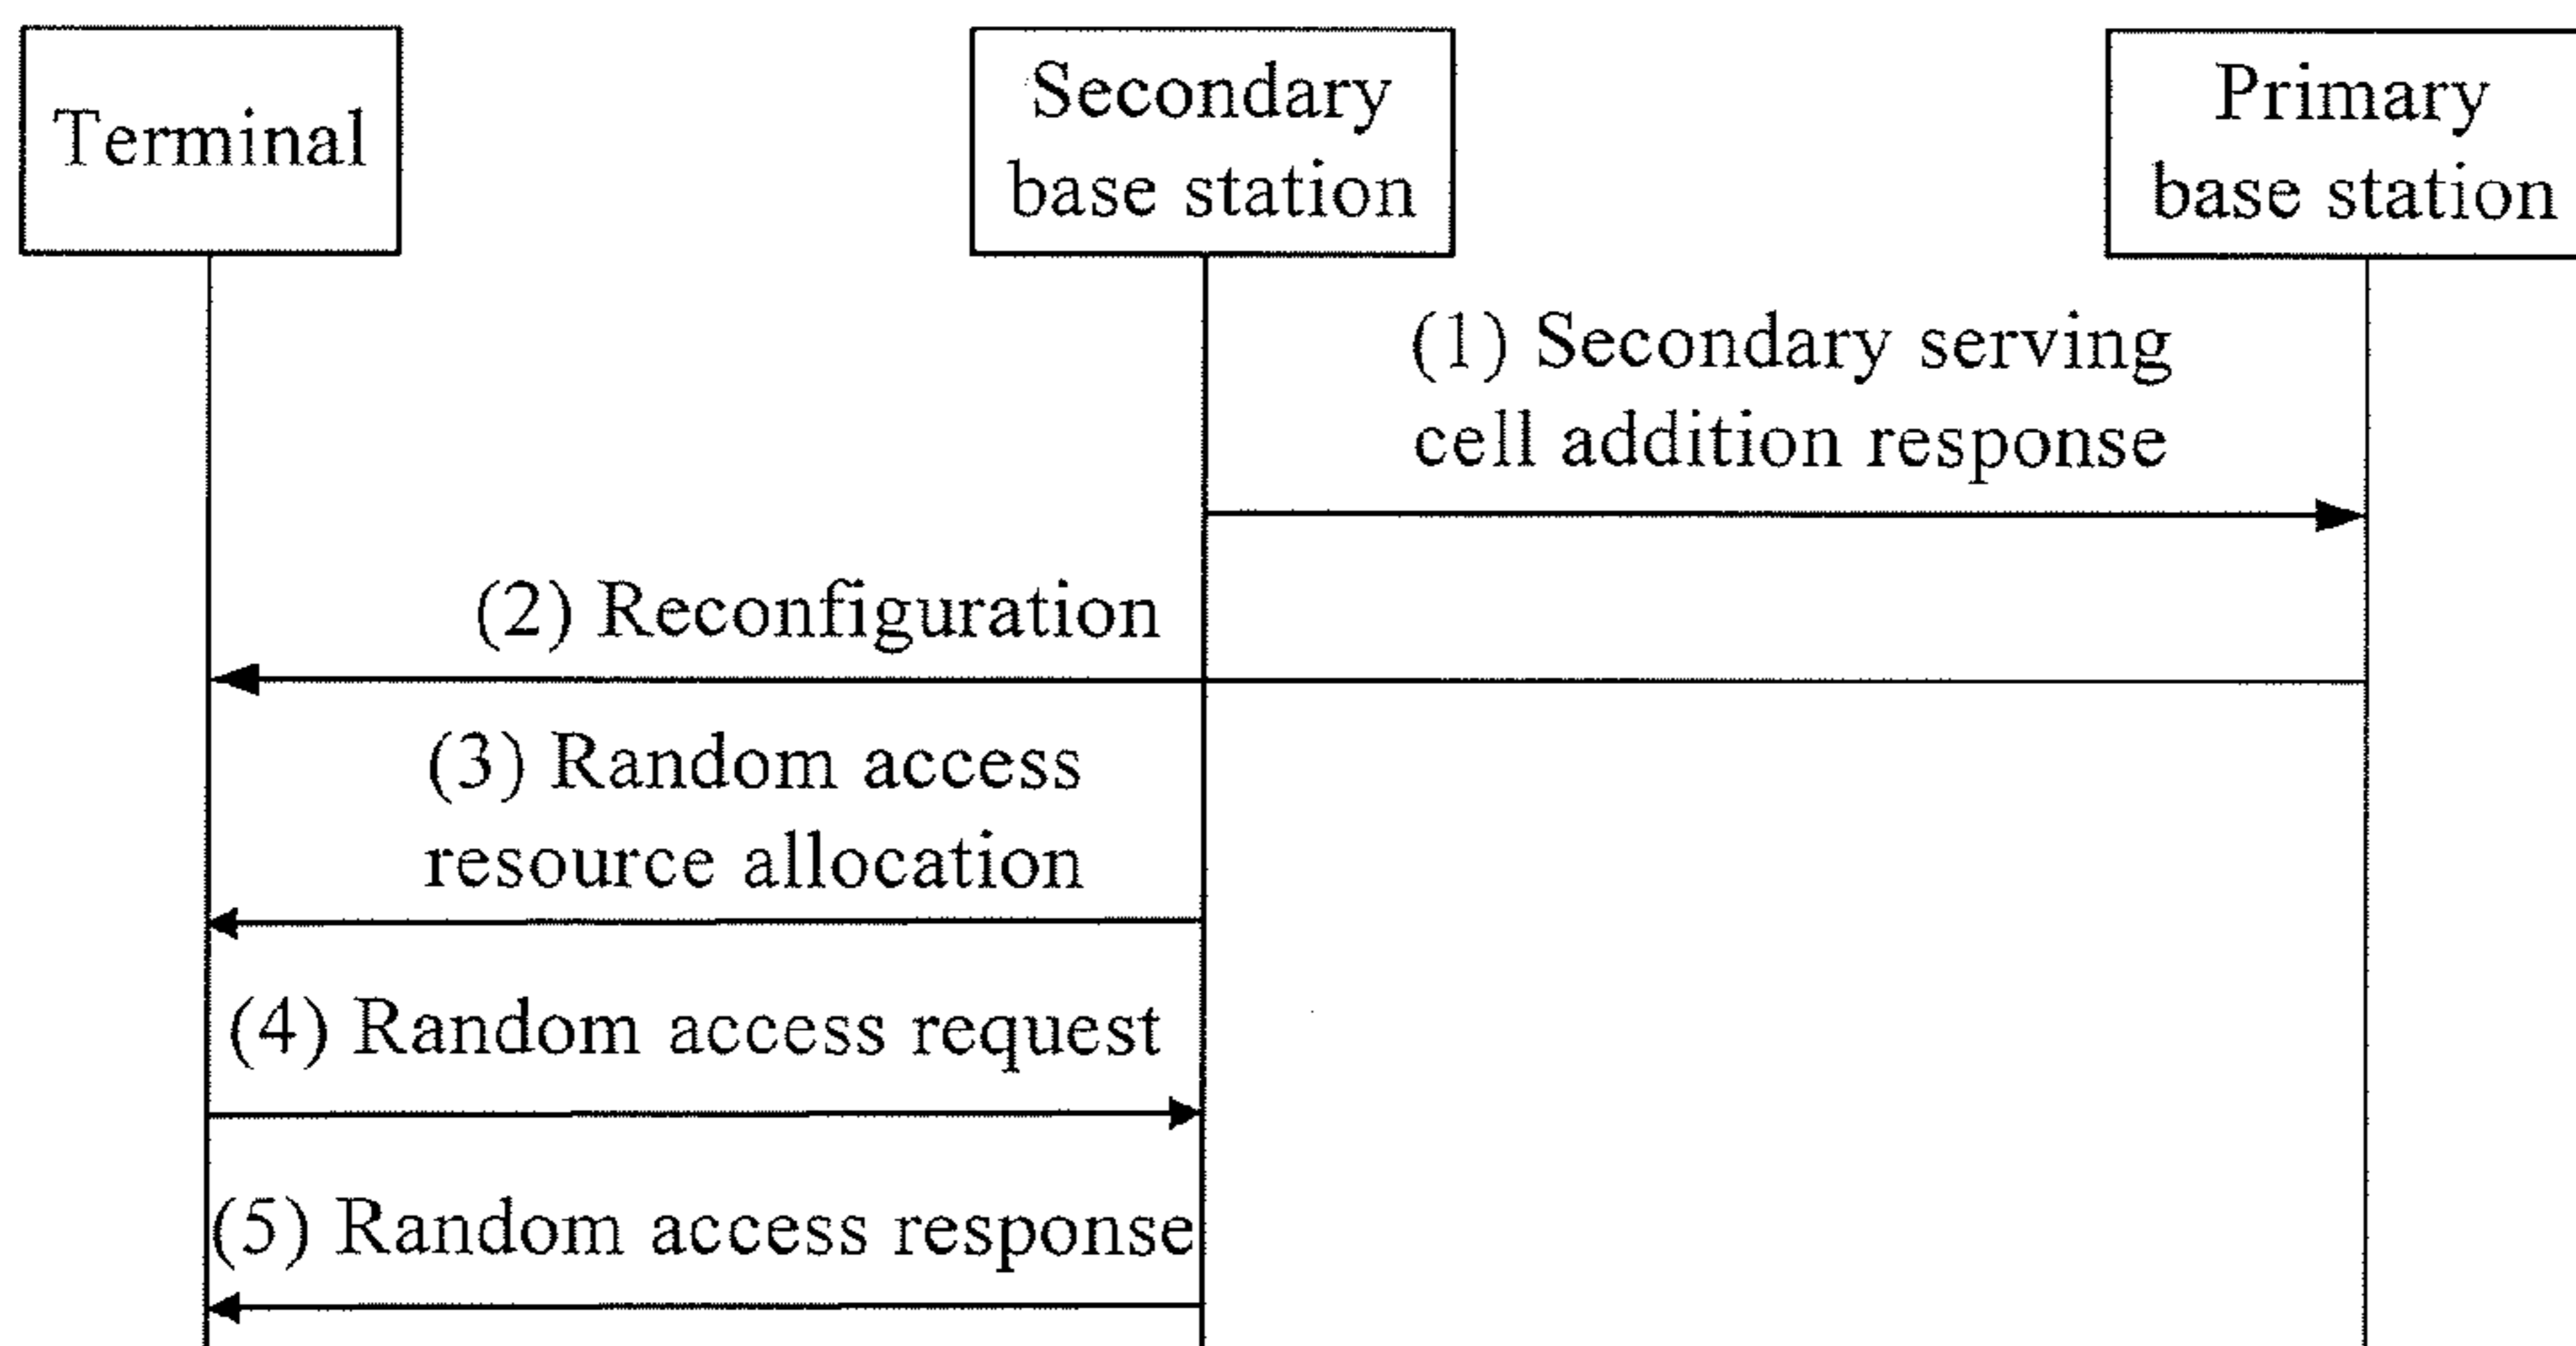 Terminal
Secondary
base station
Primary
base station
(1) Secondary serving
cell addition response
(2) Reconfiguration
(3) Random access
resource allocation
(4) Random access request
(5) Random access response